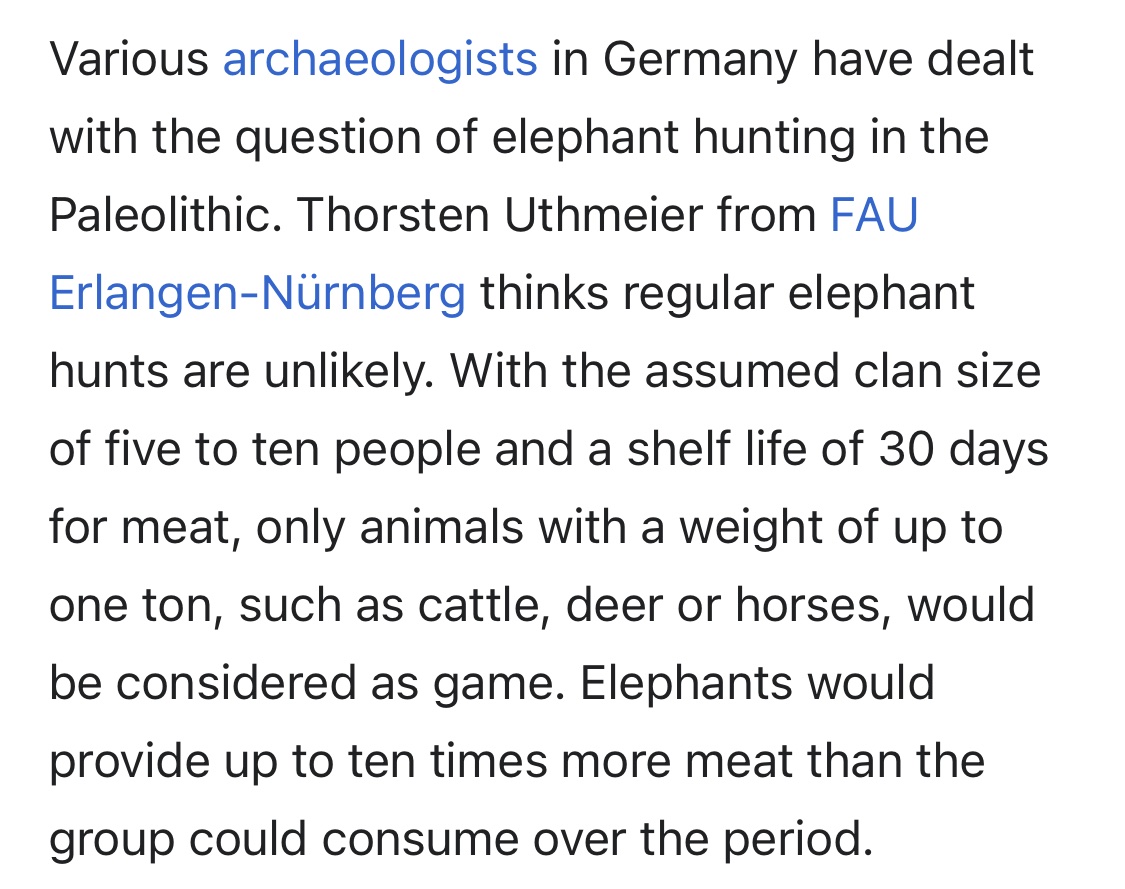 Various archaeologists in Germany have dealt
with the question of elephant hunting in the
Paleolithic. Thorsten Uthmeier from FAU
Erlangen-Nürnberg thinks regular elephant
hunts are unlikely. With the assumed clan size
of five to ten people and a shelf life of 30 days
for meat, only animals with a weight of up to
one ton, such as cattle, deer or horses, would
be considered as game. Elephants would
provide up to ten times more meat than the
group could consume over the period.